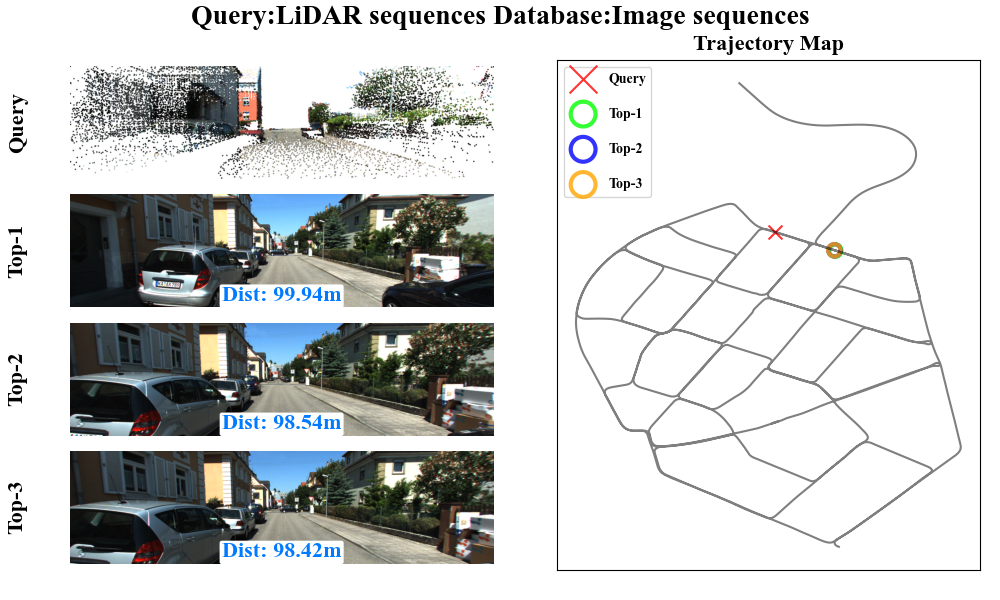 Query:LiDAR sequences Database:Image sequences
Trajectory Map
Query
Top-1
Dist: 99.94m
Top-2
Dist: 98.54m
Top-3
Dist: 98.42m
Query
Top-1
Top-2
Top-3